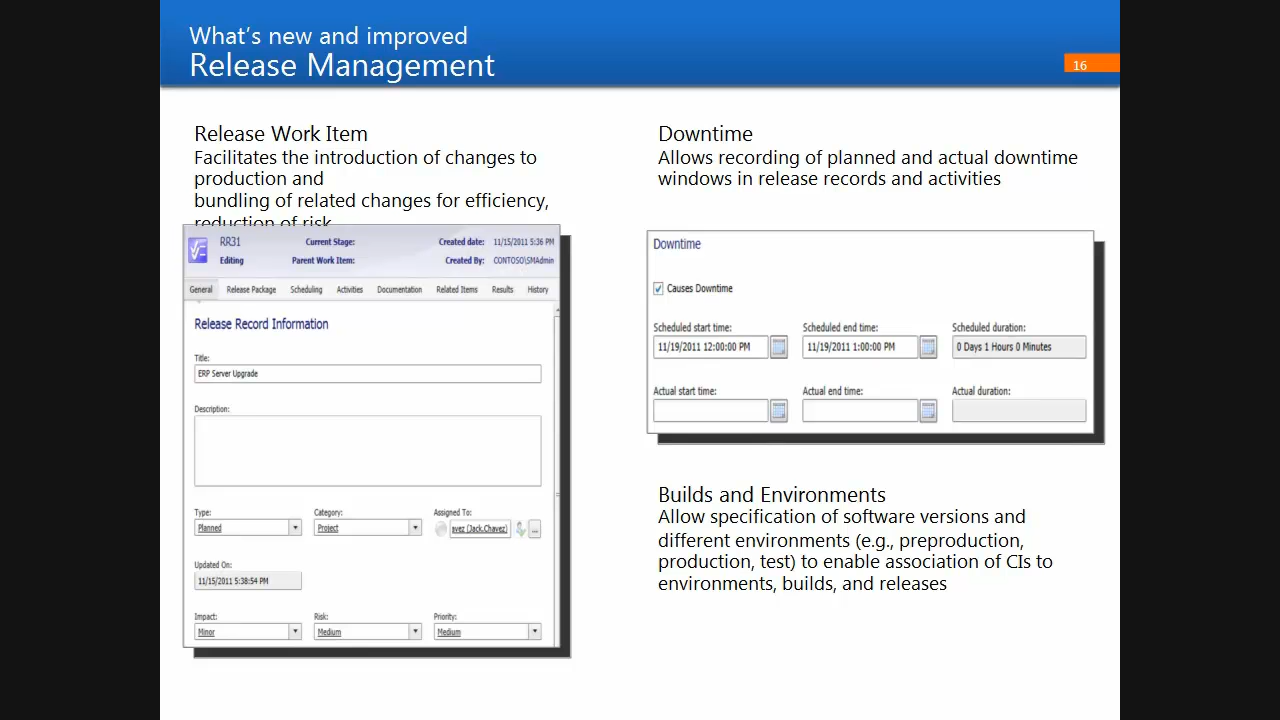 What's new and improved
Release Management
16
Release Work Item
Facilitates the introduction of changes to
production and
bundling of related changes for efficiency,
reduction of risk
RR31
Current Stage:
Created date:
11/15/2011 5:36 PM
Editing
Parent Work Item:
Created By:
CONTOSO\SMAdmin
General
Release Package
Scheduling
Activities
Documentation
Related Items
Results
History
Release Record Information
Title:
ERP Server Upgrade
Description:
Type:
Category:
Assigned To:
Planned
Project
avez (Jack.Chavez)
...
Updated On:
11/15/2011 5:38:54 PM
Impact:
Risk:
Priority:
Minor
Medium
Medium
Downtime
Allows recording of planned and actual downtime
windows in release records and activities
Downtime
Causes Downtime
Scheduled start time:
Scheduled end time:
Scheduled duration:
11/19/2011 12:00:00 PM
11/19/2011 1:00:00 PM
0 Days 1 Hours 0 Minutes
Actual start time:
Actual end time:
Actual duration:
Builds and Environments
Allow specification of software versions and
different environments (e.g., preproduction,
production, test) to enable association of CIs to
environments, builds, and releases